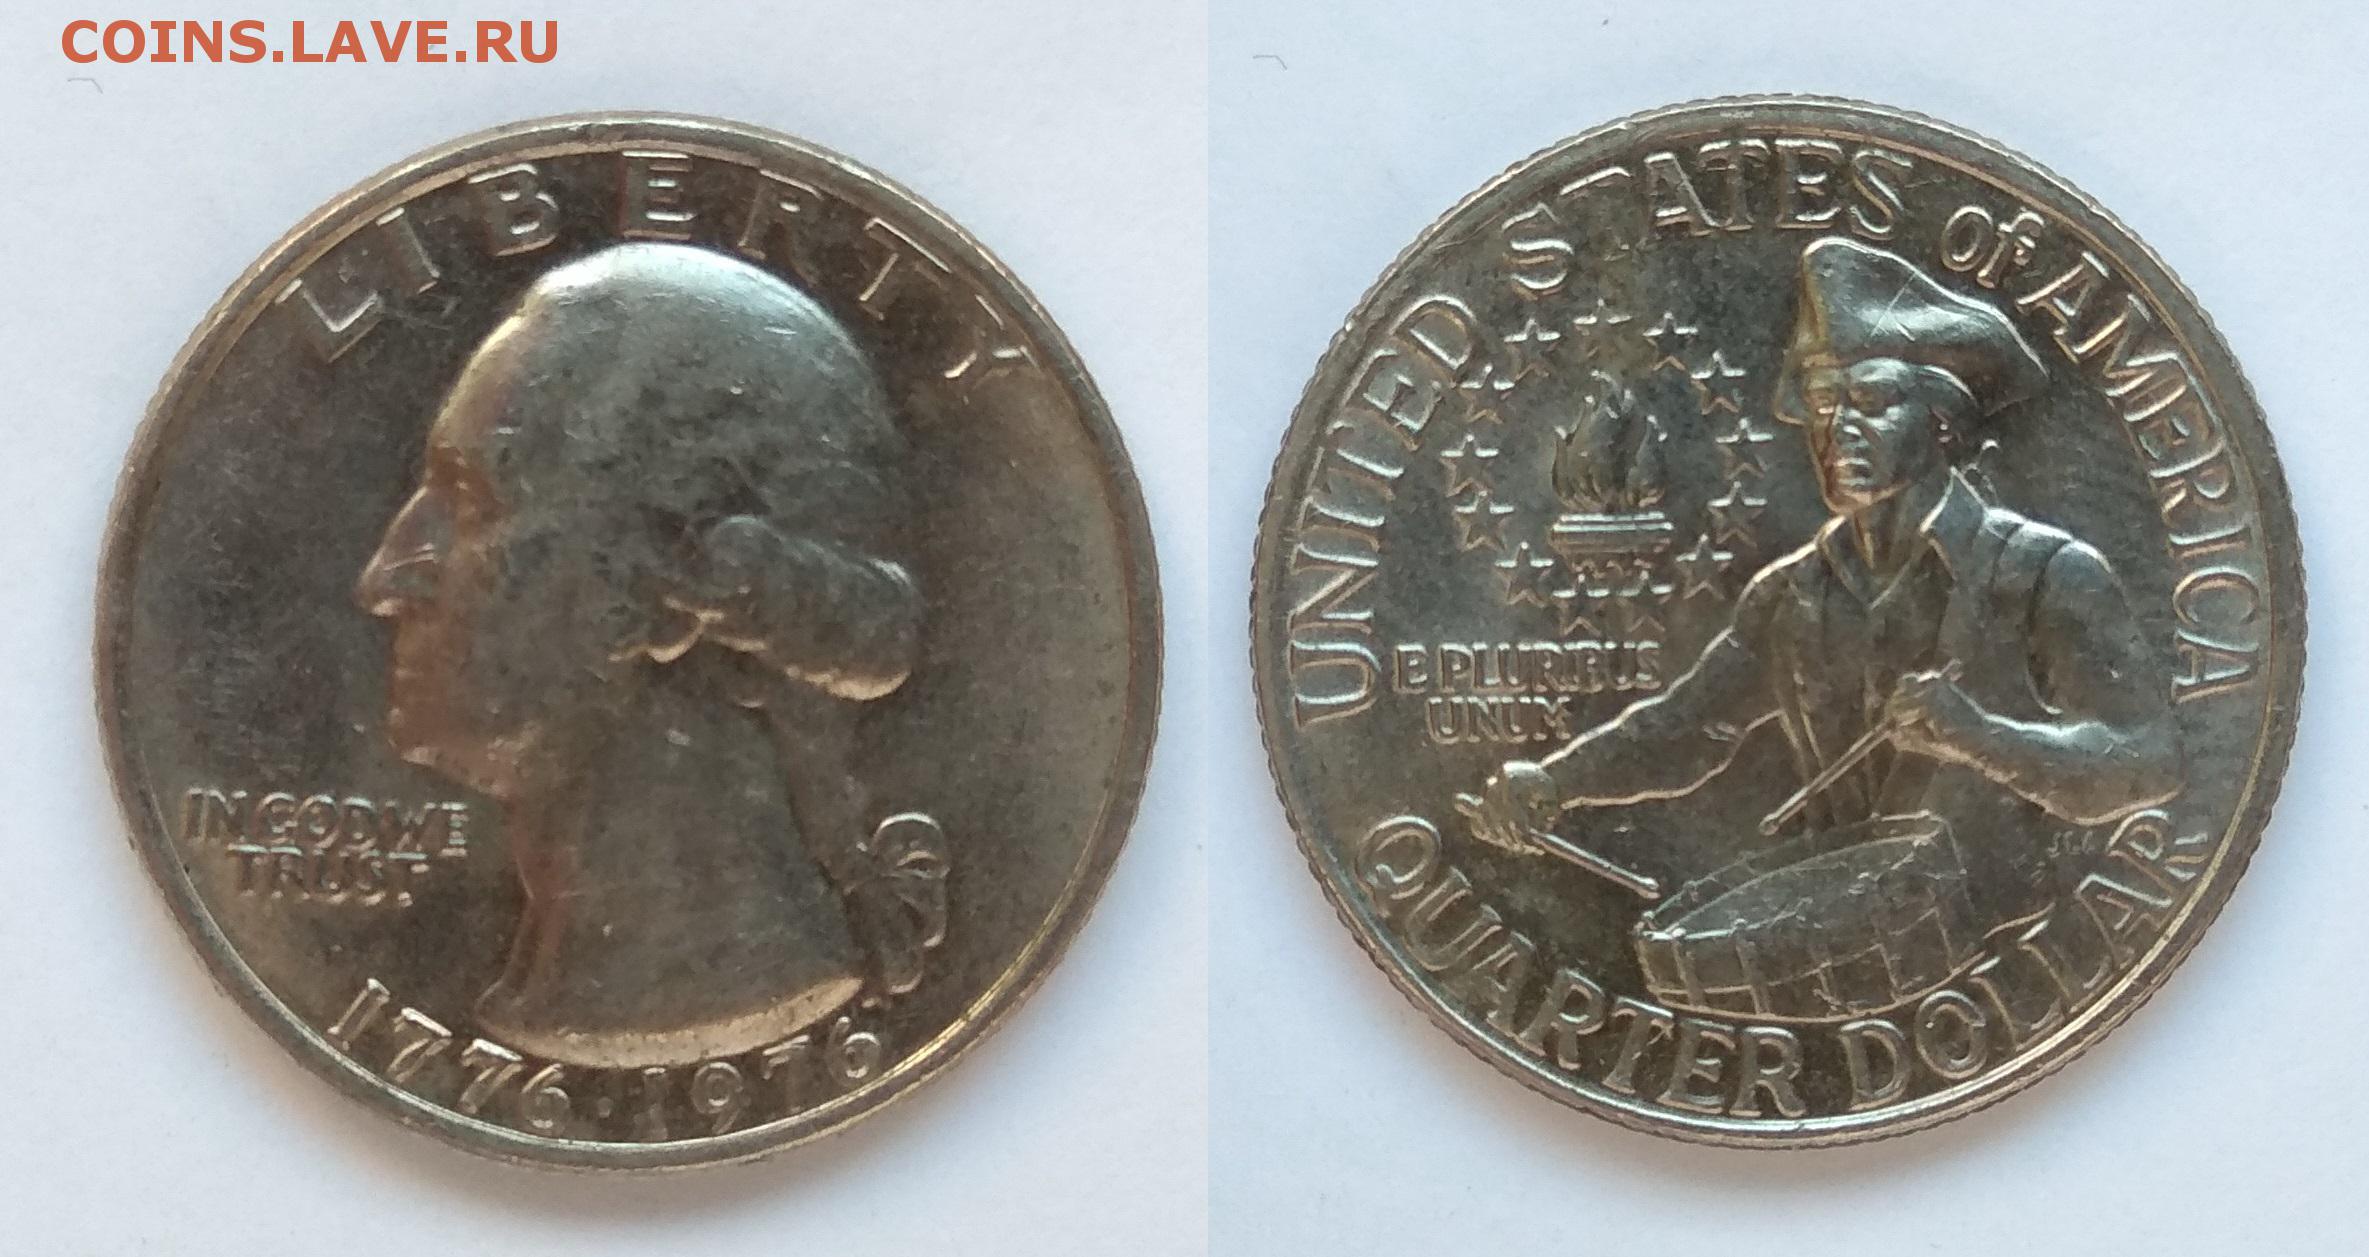 COINS.LAVE.RU
LIBERTY
IN GOD WE
TRUST
1776·1976
UNITED STATES of AMERICA
E PLURIBUS
UNUM
QUARTER DOLLAR